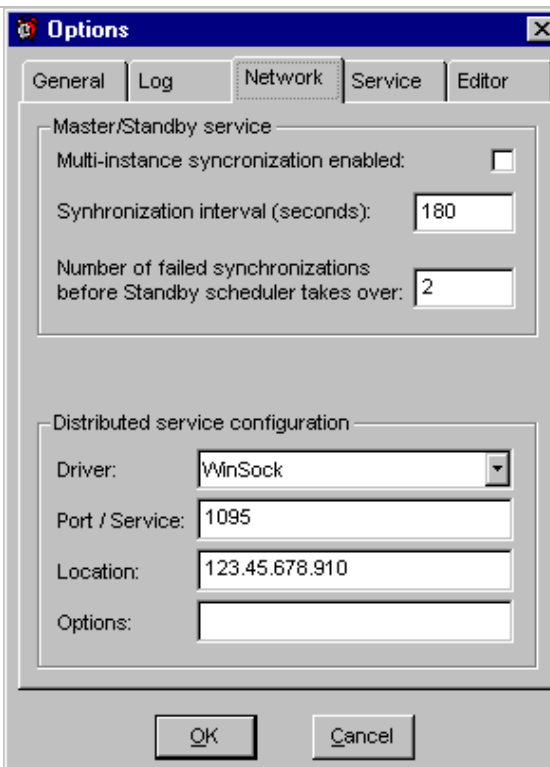 Options
General Log Network Service Editor
Master/Standby service
Multi-instance syncronization enabled:
Synhronization interval (seconds): 180
Number of failed synchronizations
before Standby scheduler takes over: 2
Distributed service configuration
Driver: WinSock
Port / Service: 1095
Location: 123.45.678.910
Options:
OK Cancel